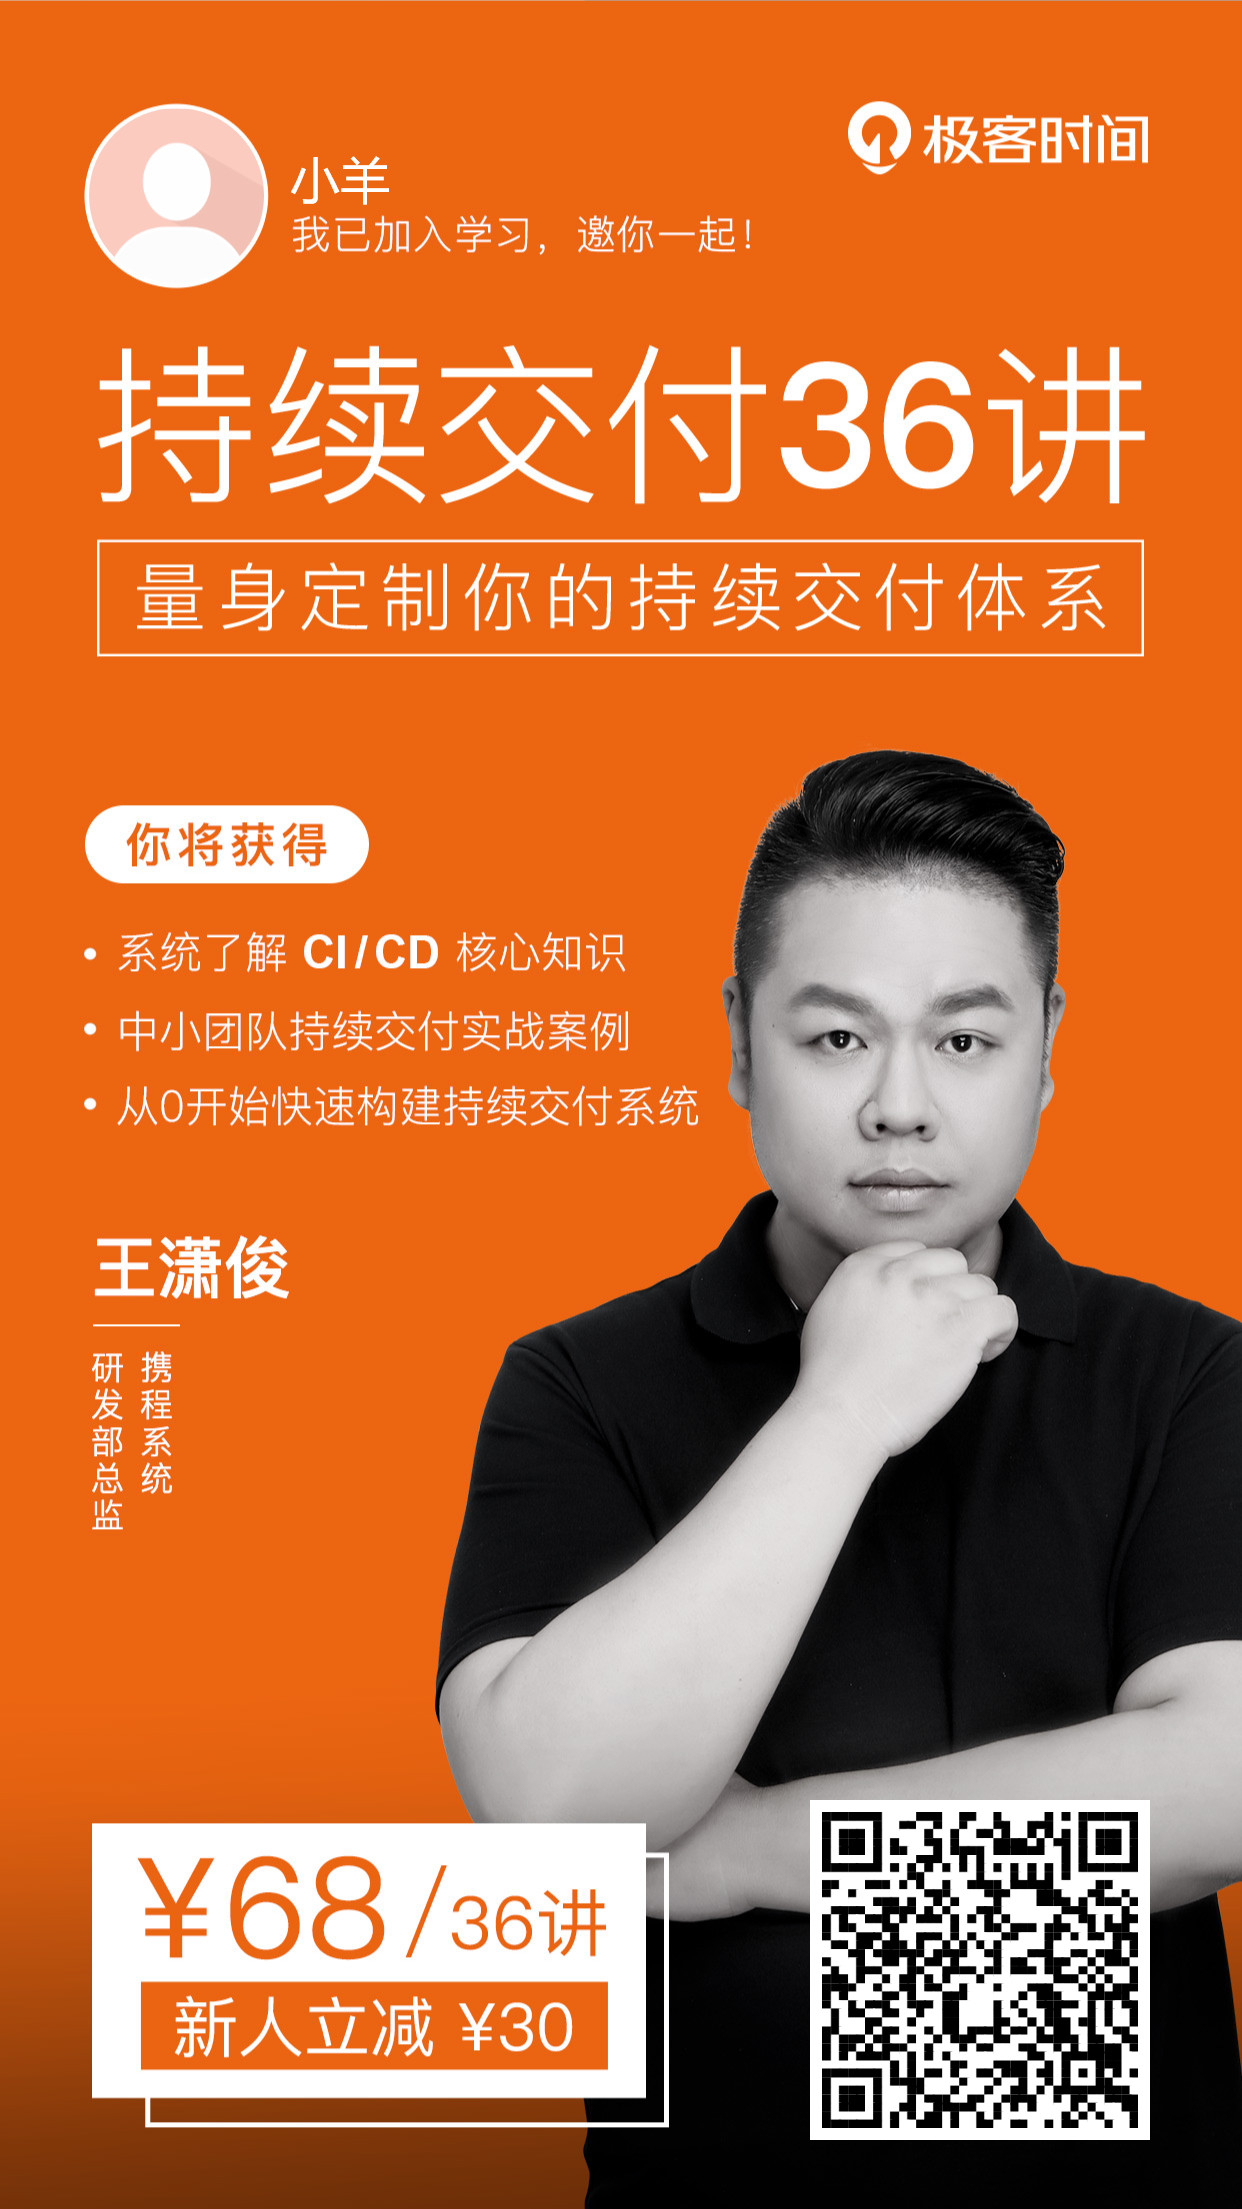 极客时间
小羊
我已加入学习，邀你一起！
持续交付36讲
量身定制你的持续交付体系
你将获得
• 系统了解 CI/CD 核心知识
• 中小团队持续交付实战案例
• 从0开始快速构建持续交付系统
王潇俊
携程系统
研发部总监
¥68/36讲
新人立减 ¥30